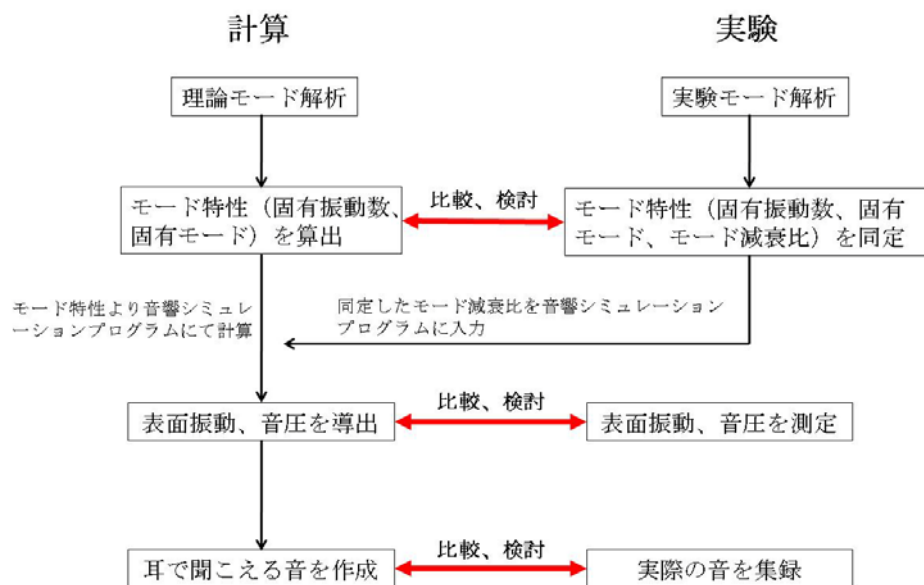 計算
実験
理論モード解析
実験モード解析
モード特性（固有振動数、
固有モード）を算出
比較、検討
モード特性（固有振動数、固有
モード、モード減衰比）を同定
モード特性より音響シミュレ
ーションプログラムにて計算
同定したモード減衰比を音響シミュレーション
プログラムに入力
表面振動、音圧を導出
比較、検討
表面振動、音圧を測定
耳で聞こえる音を作成
比較、検討
実際の音を集録